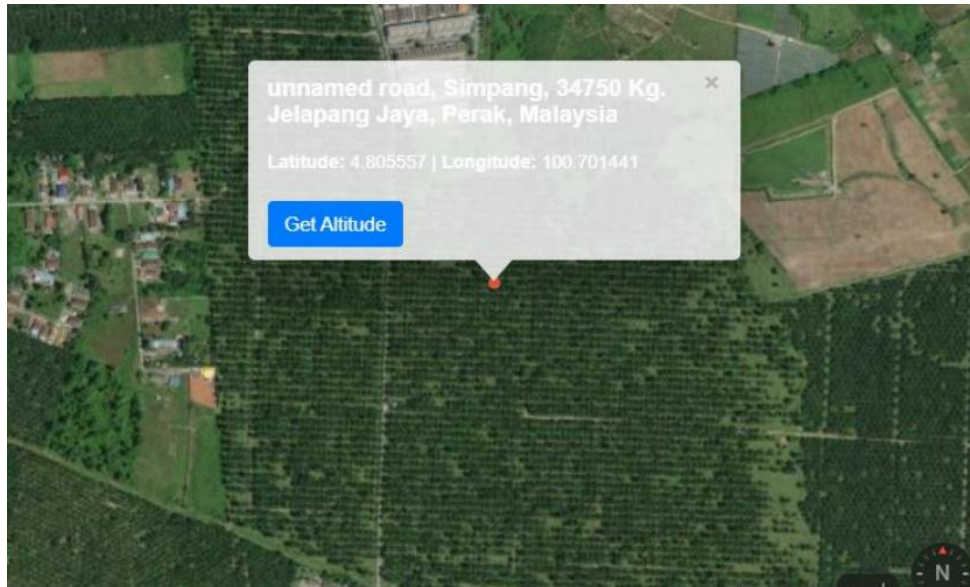 unnamed road, Simpang, 34750 Kg. ×
Jelapang Jaya, Perak, Malaysia
Latitude: 4.805557 | Longitude: 100.701441
Get Altitude
N